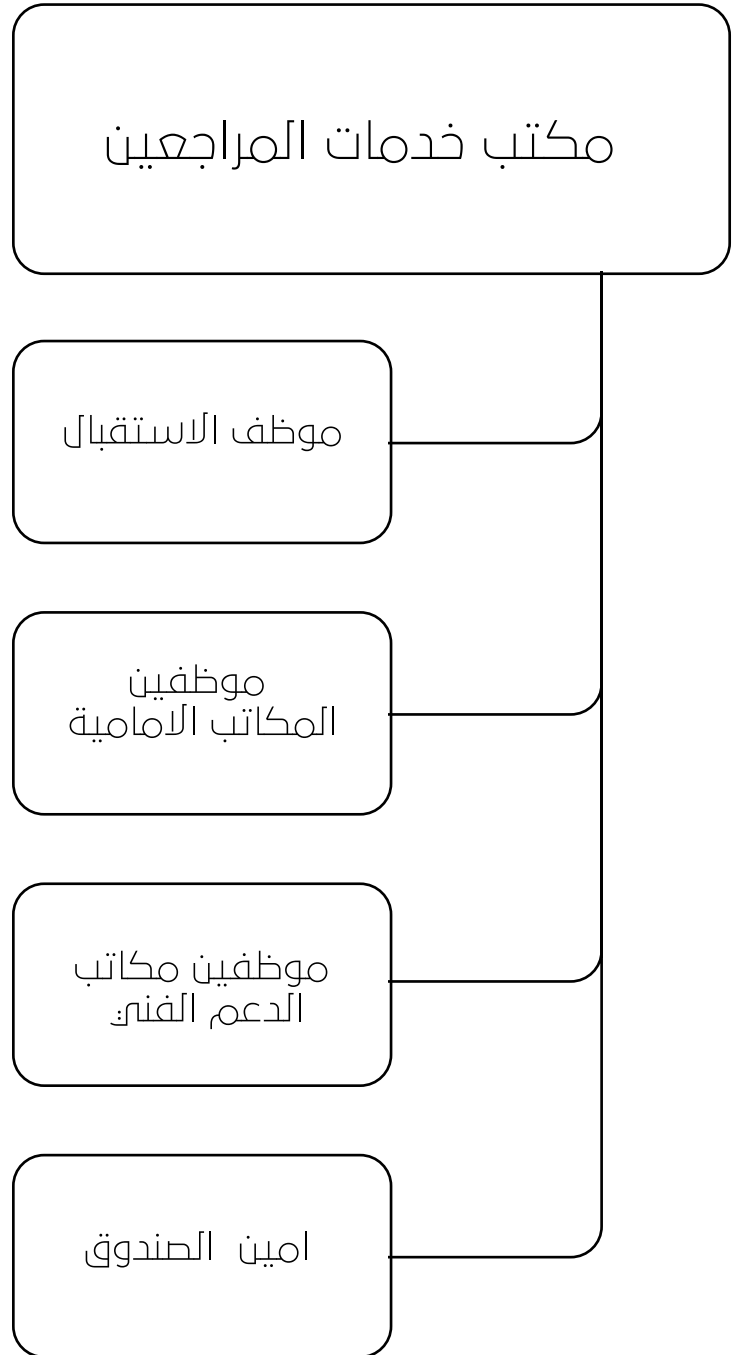 مكتب خدمات المراجعين
موظف الاستقبال
موظفين
المكاتب الامامية
موظفين مكاتب
الدعم الفني
امين الصندوق